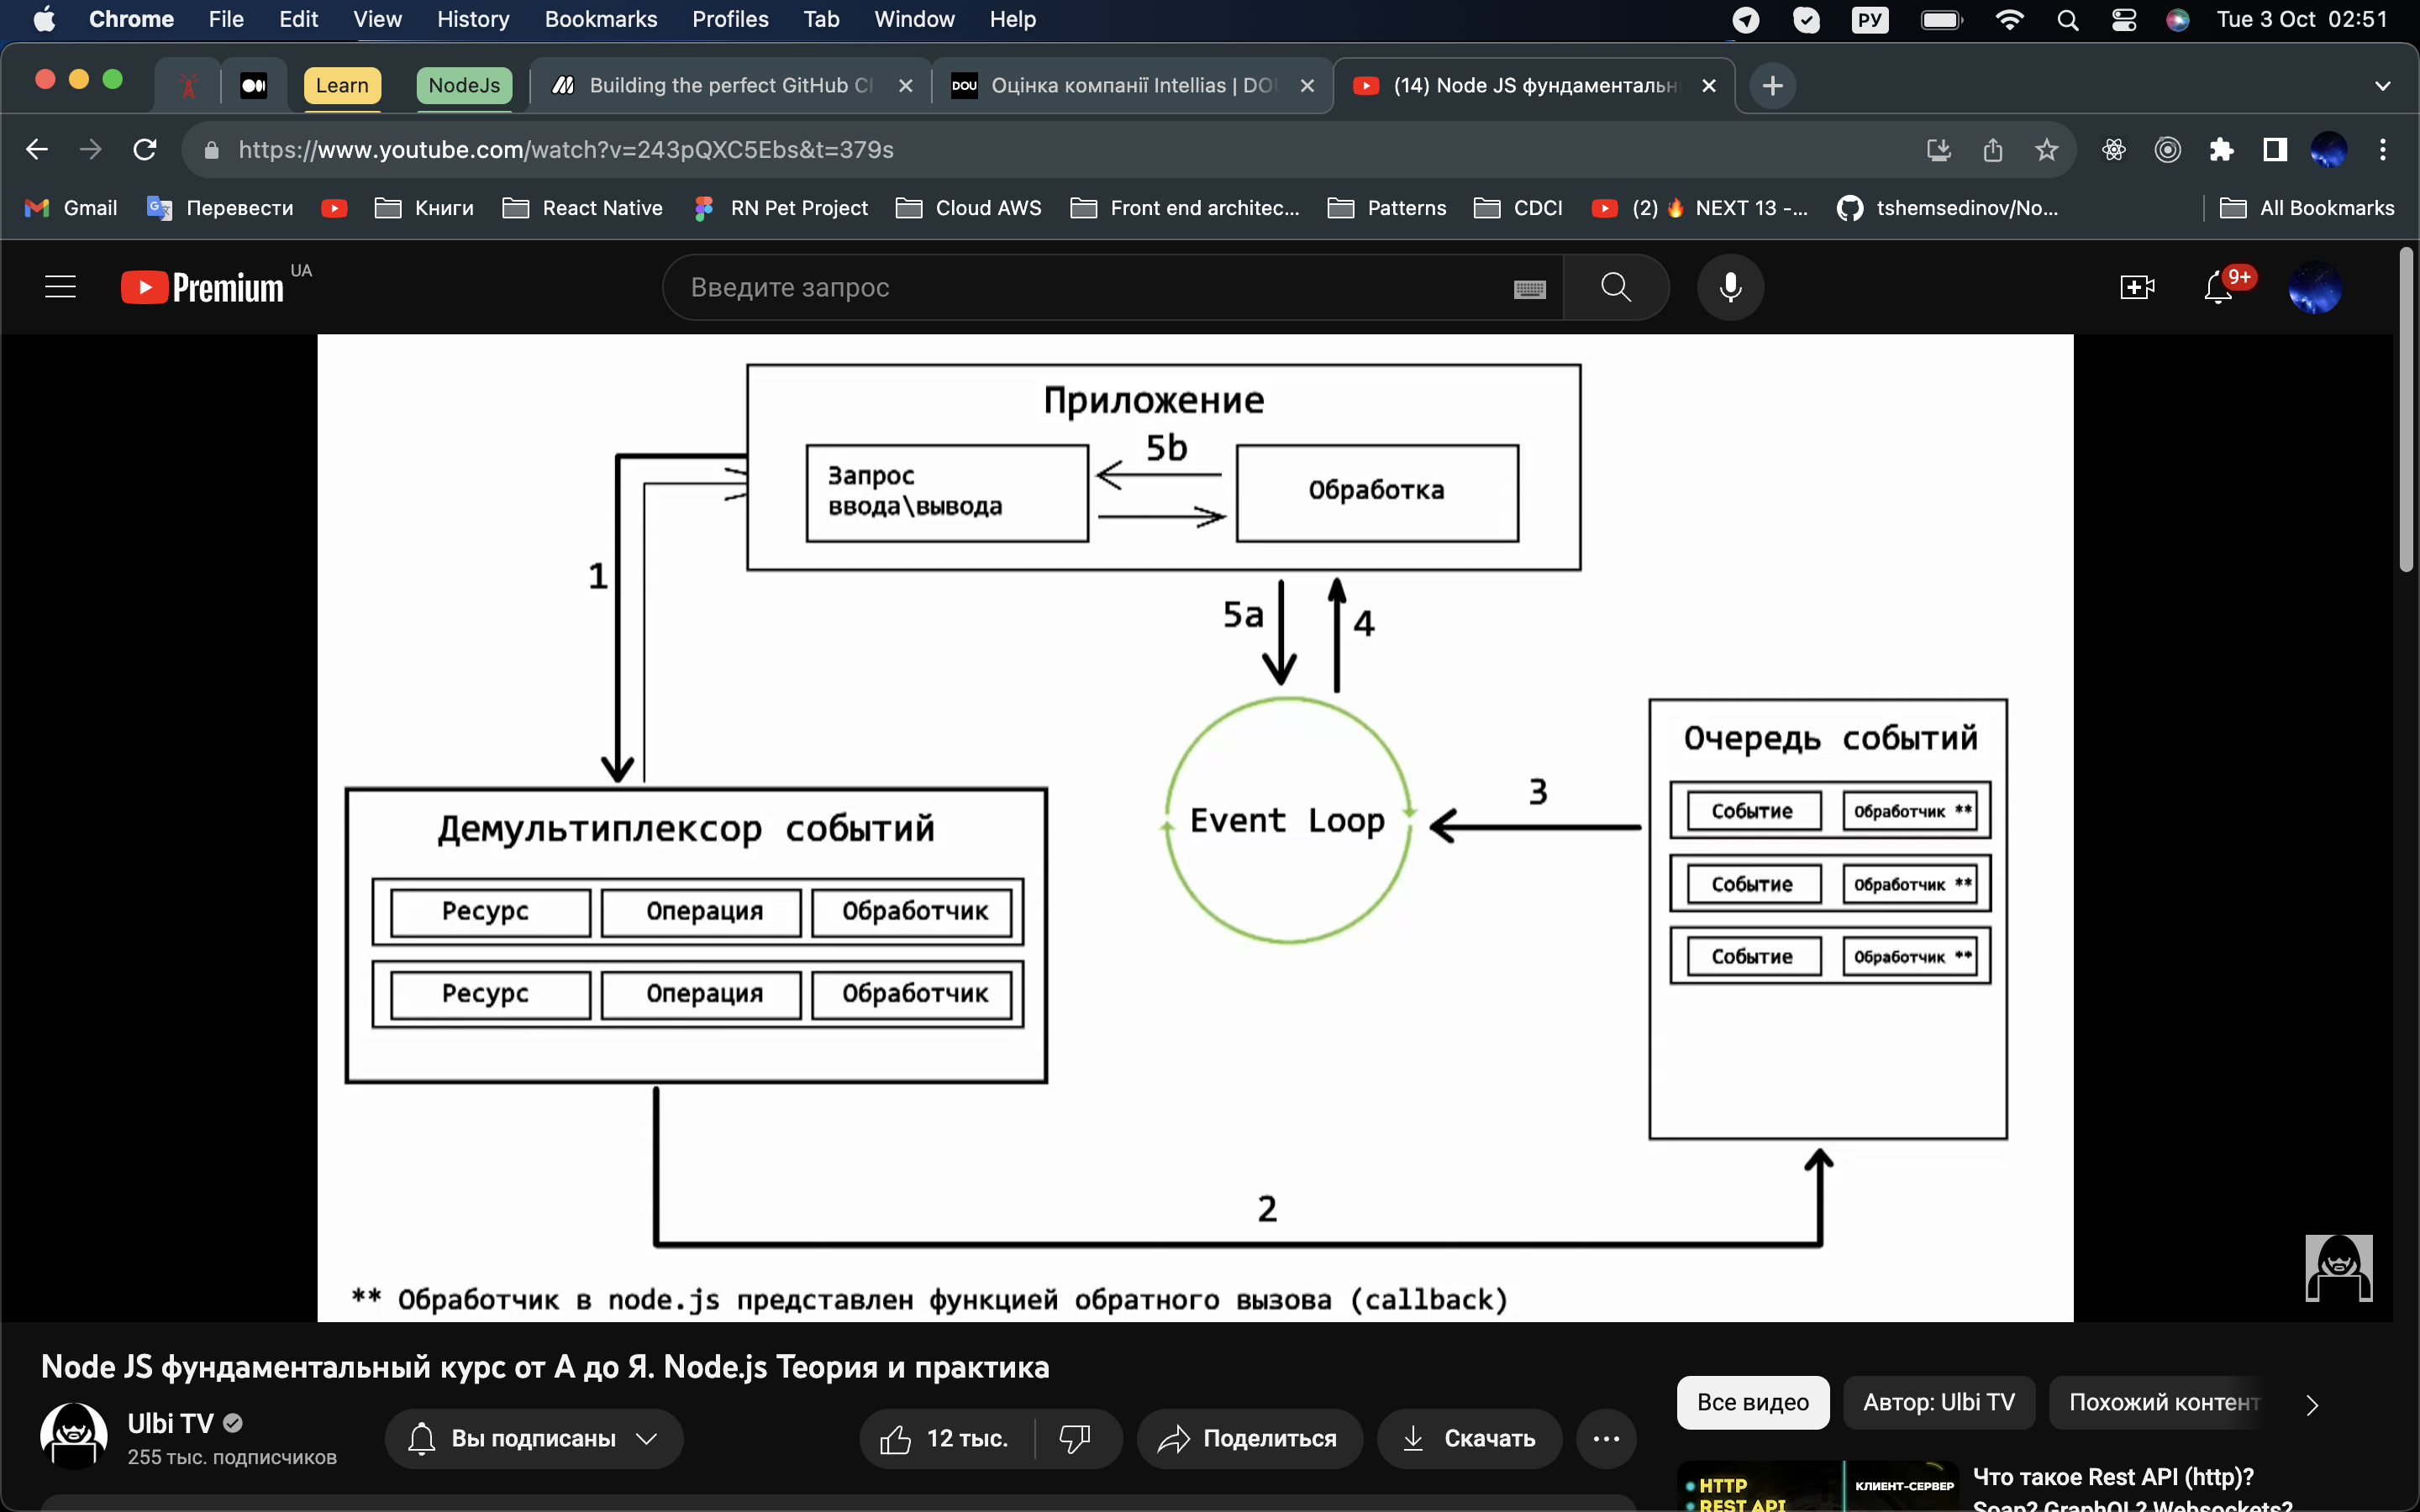 Chrome File Edit View History Bookmarks Profiles Tab Window Help РУ Tue 3 Oct 02:51
Learn NodeJs Building the perfect GitHub CI DOU Оцінка компанії Intellias | DOU (14) Node JS фундаментальн
https://www.youtube.com/watch?v=243pQXC5Ebs&t=379s
Gmail Перевести Книги React Native RN Pet Project Cloud AWS Front end architec... Patterns CDCI (2) 🔥 NEXT 13 -... tshemsedinov/No... All Bookmarks
Premium UA Введите запрос 9+
Приложение
5b
Запрос
ввода\вывода
Обработка
1
5a
4
Очередь событий
3
Событие Обработчик **
Событие Обработчик **
Событие Обработчик **
Event Loop
Демультиплексор событий
Ресурс Операция Обработчик
Ресурс Операция Обработчик
2
** Обработчик в node.js представлен функцией обратного вызова (callback)
Node JS фундаментальный курс от А до Я. Node.js Теория и практика
Ulbi TV
255 тыс. подписчиков
Вы подписаны
12 тыс.
Поделиться
Скачать
Все видео Автор: Ulbi TV Похожий контент
HTTP
REST API
КЛИЕНТ-СЕРВЕР
Что такое Rest API (http)?
Soap? GraphQL? Websockets?